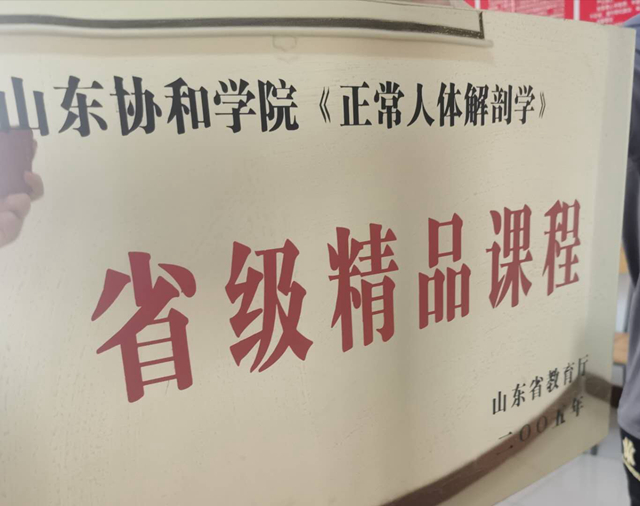 山东协和学院《正常人体解剖学》
省级精品课程
山东省教育厅
二〇〇五年